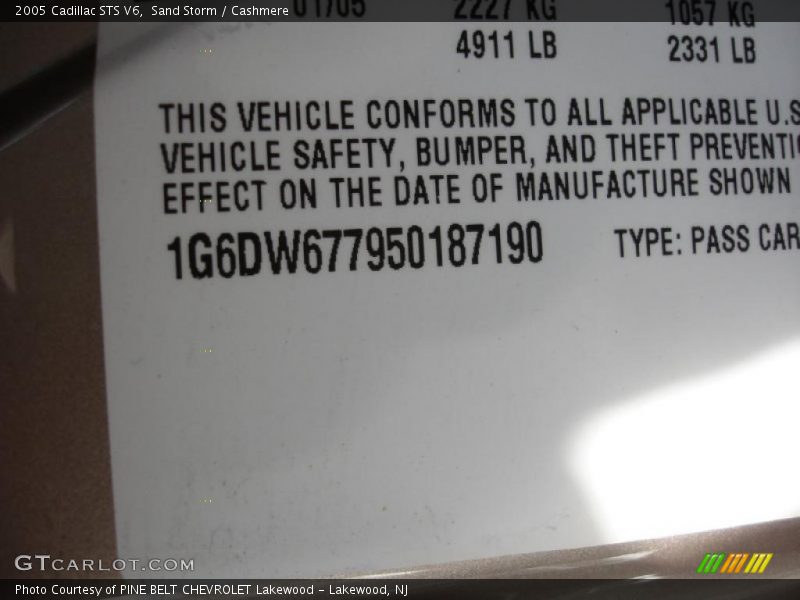 2005 Cadillac STS V6, Sand Storm / Cashmere
01/05 2227 KG 1057 KG
4911 LB 2331 LB
THIS VEHICLE CONFORMS TO ALL APPLICABLE U.S
VEHICLE SAFETY, BUMPER, AND THEFT PREVENTI
EFFECT ON THE DATE OF MANUFACTURE SHOWN
1G6DW677950187190 TYPE: PASS CAR
GTCARLOT.COM
Photo Courtesy of PINE BELT CHEVROLET Lakewood - Lakewood, NJ